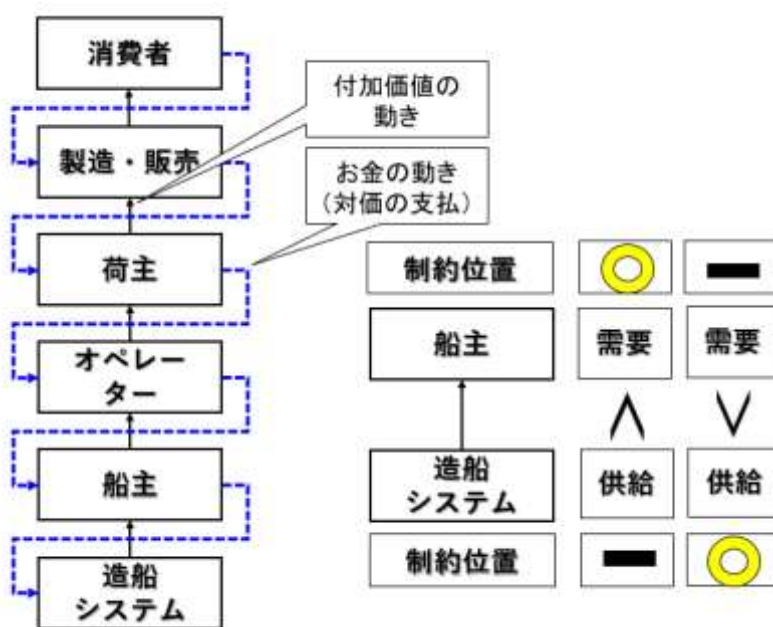 消費者
付加価値の
動き
製造・販売
お金の動き
(対価の支払)
荷主
オペレー
ター
船主
造船
システム
制約位置
船主
需要
需要
∧
∨
造船
システム
供給
供給
制約位置